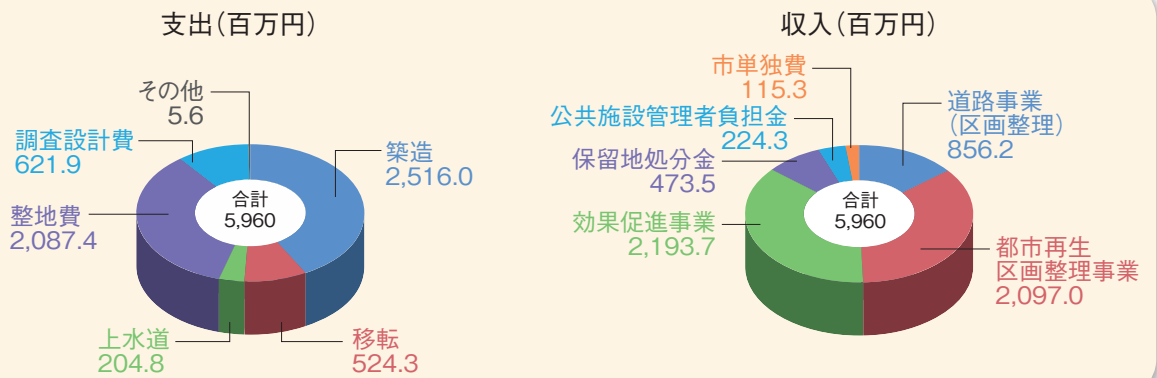 支出（百万円）
その他
5.6
調査設計費
621.9
整地費
2,087.4
上水道
204.8
移転
524.3
築造
2,516.0
合計
5,960
収入（百万円）
市単独費
115.3
公共施設管理者負担金
224.3
保留地処分金
473.5
効果促進事業
2,193.7
道路事業
（区画整理）
856.2
都市再生
区画整理事業
2,097.0
合計
5,960